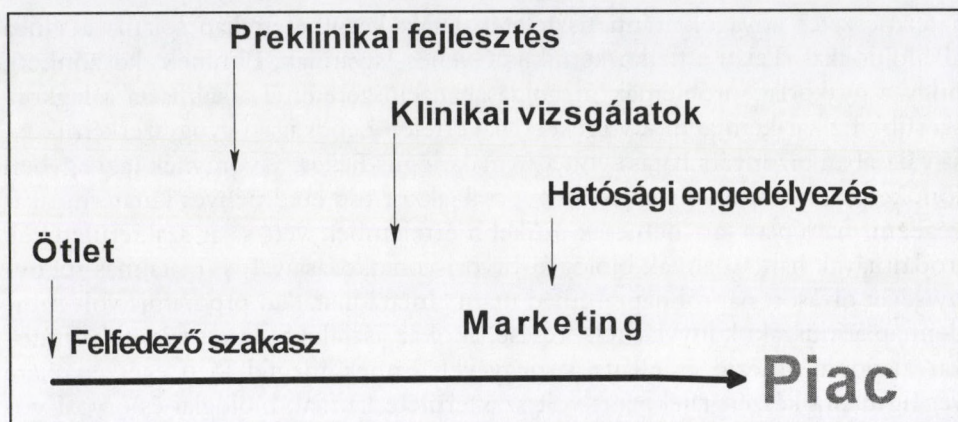 Preklinikai fejlesztés
Klinikai vizsgálatok
Hatósági engedélyezés
Ötlet
Marketing
Felfedező szakasz
Piac